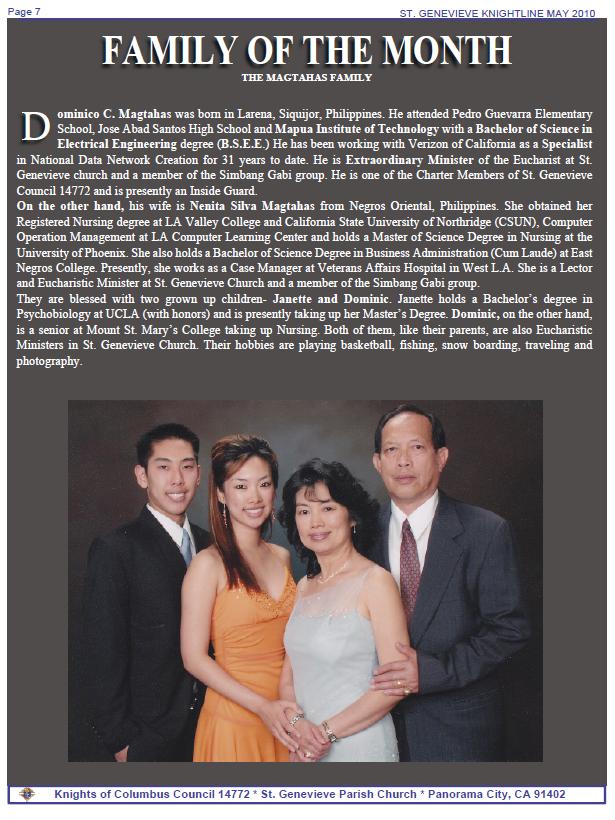 Page 7
ST. GENEVIEVE KNIGHTLINE MAY 2010
FAMILY OF THE MONTH
THE MAGTAHAS FAMILY
Dominico C. Magtahas was born in Larena, Siquijor, Philippines. He attended Pedro Guevarra Elementary
School, Jose Abad Santos High School and Mapua Institute of Technology with a Bachelor of Science in
Electrical Engineering degree (B.S.E.E.) He has been working with Verizon of California as a Specialist
in National Data Network Creation for 31 years to date. He is Extraordinary Minister of the Eucharist at St.
Genevieve church and a member of the Simbang Gabi group. He is one of the Charter Members of St. Genevieve
Council 14772 and is presently an Inside Guard.
On the other hand, his wife is Nenita Silva Magtahas from Negros Oriental, Philippines. She obtained her
Registered Nursing degree at LA Valley College and California State University of Northridge (CSUN), Computer
Operation Management at LA Computer Learning Center and holds a Master of Science Degree in Nursing at the
University of Phoenix. She also holds a Bachelor of Science Degree in Business Administration (Cum Laude) at East
Negros College. Presently, she works as a Case Manager at Veterans Affairs Hospital in West L.A. She is a Lector
and Eucharistic Minister at St. Genevieve Church and a member of the Simbang Gabi group.
They are blessed with two grown up children- Janette and Dominic. Janette holds a Bachelor's degree in
Psychobiology at UCLA (with honors) and is presently taking up her Master's Degree. Dominic, on the other hand,
is a senior at Mount St. Mary's College taking up Nursing. Both of them, like their parents, are also Eucharistic
Ministers in St. Genevieve Church. Their hobbies are playing basketball, fishing, snow boarding, traveling and
photography.
Knights of Columbus Council 14772 * St. Genevieve Parish Church * Panorama City, CA 91402